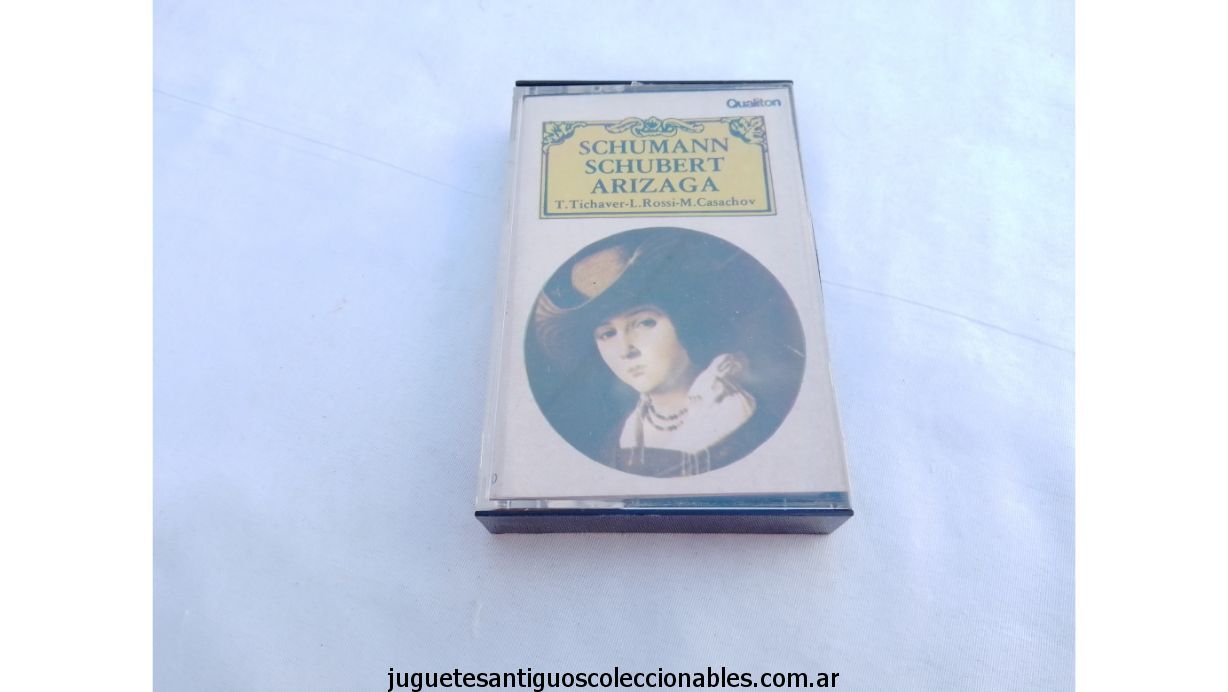 Qualiton
SCHUMANN
SCHUBERT
ARIZAGA
T.Tichaver-L.Rossi-M.Casachov
juguetesantiguoscoleccionables.com.ar